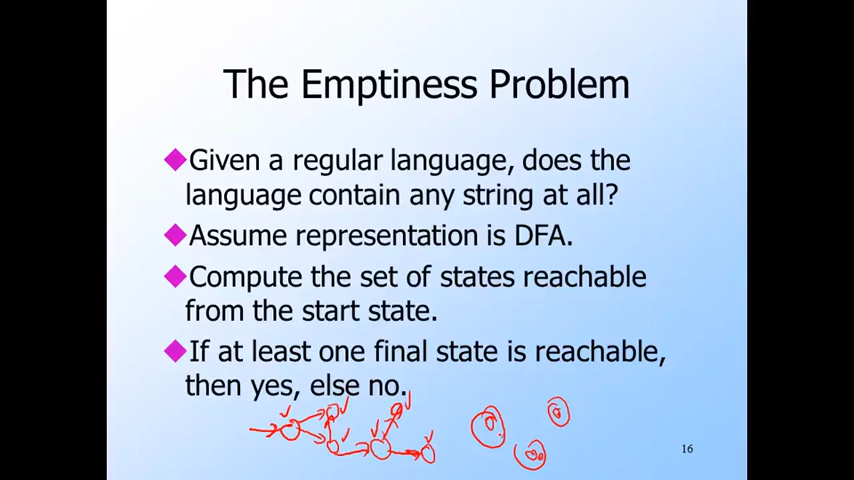 The Emptiness Problem
Given a regular language, does the
language contain any string at all?
Assume representation is DFA.
Compute the set of states reachable
from the start state.
If at least one final state is reachable,
then yes, else no.
16